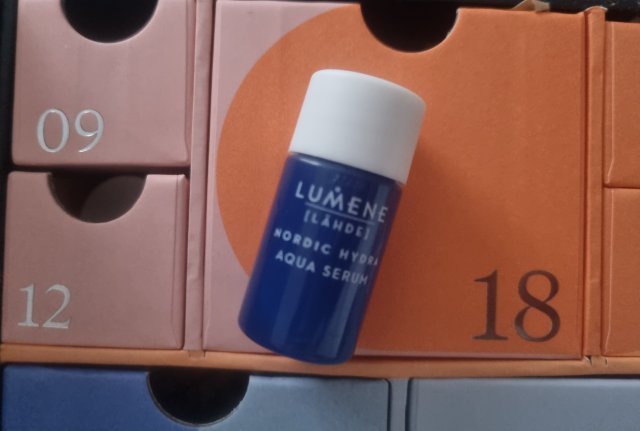 09
LUMENE
[LÄHDE]
NORDIC HYDRA
AQUA SERUM
12
18